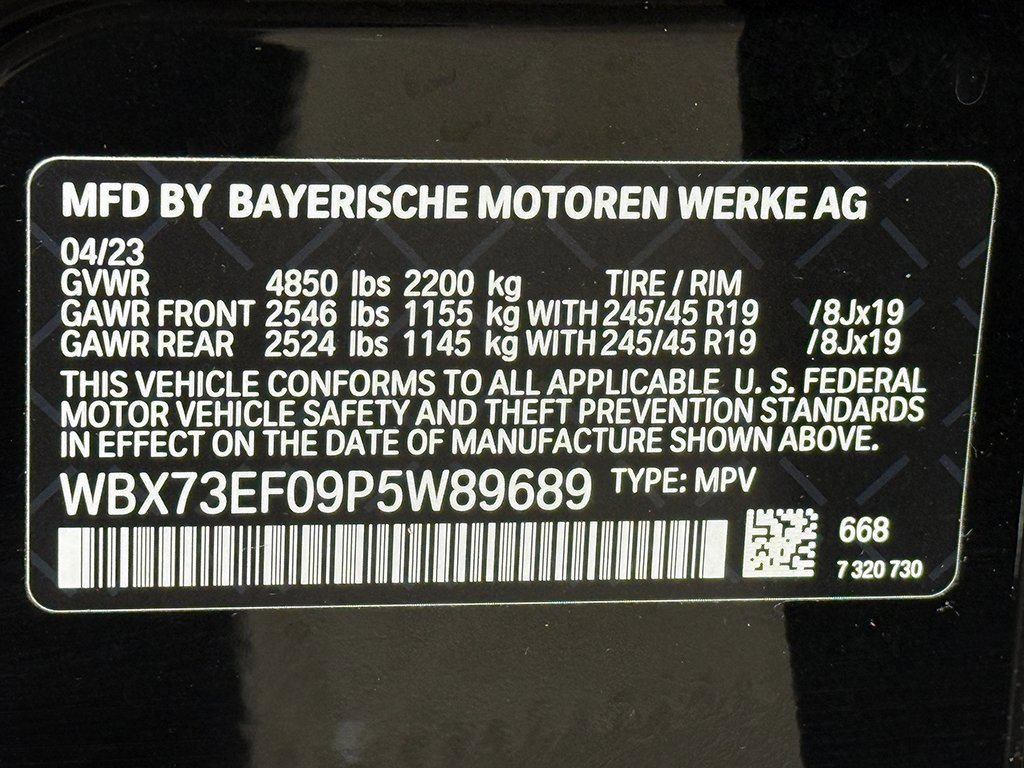 MFD BY BAYERISCHE MOTOREN WERKE AG
04/23
GVWR 4850 lbs 2200 kg TIRE / RIM
GAWR FRONT 2546 lbs 1155 kg WITH 245/45 R19 /8Jx19
GAWR REAR 2524 lbs 1145 kg WITH 245/45 R19 /8Jx19
THIS VEHICLE CONFORMS TO ALL APPLICABLE U. S. FEDERAL
MOTOR VEHICLE SAFETY AND THEFT PREVENTION STANDARDS
IN EFFECT ON THE DATE OF MANUFACTURE SHOWN ABOVE.
WBX73EF09P5W89689 TYPE: MPV
668
7 320 730